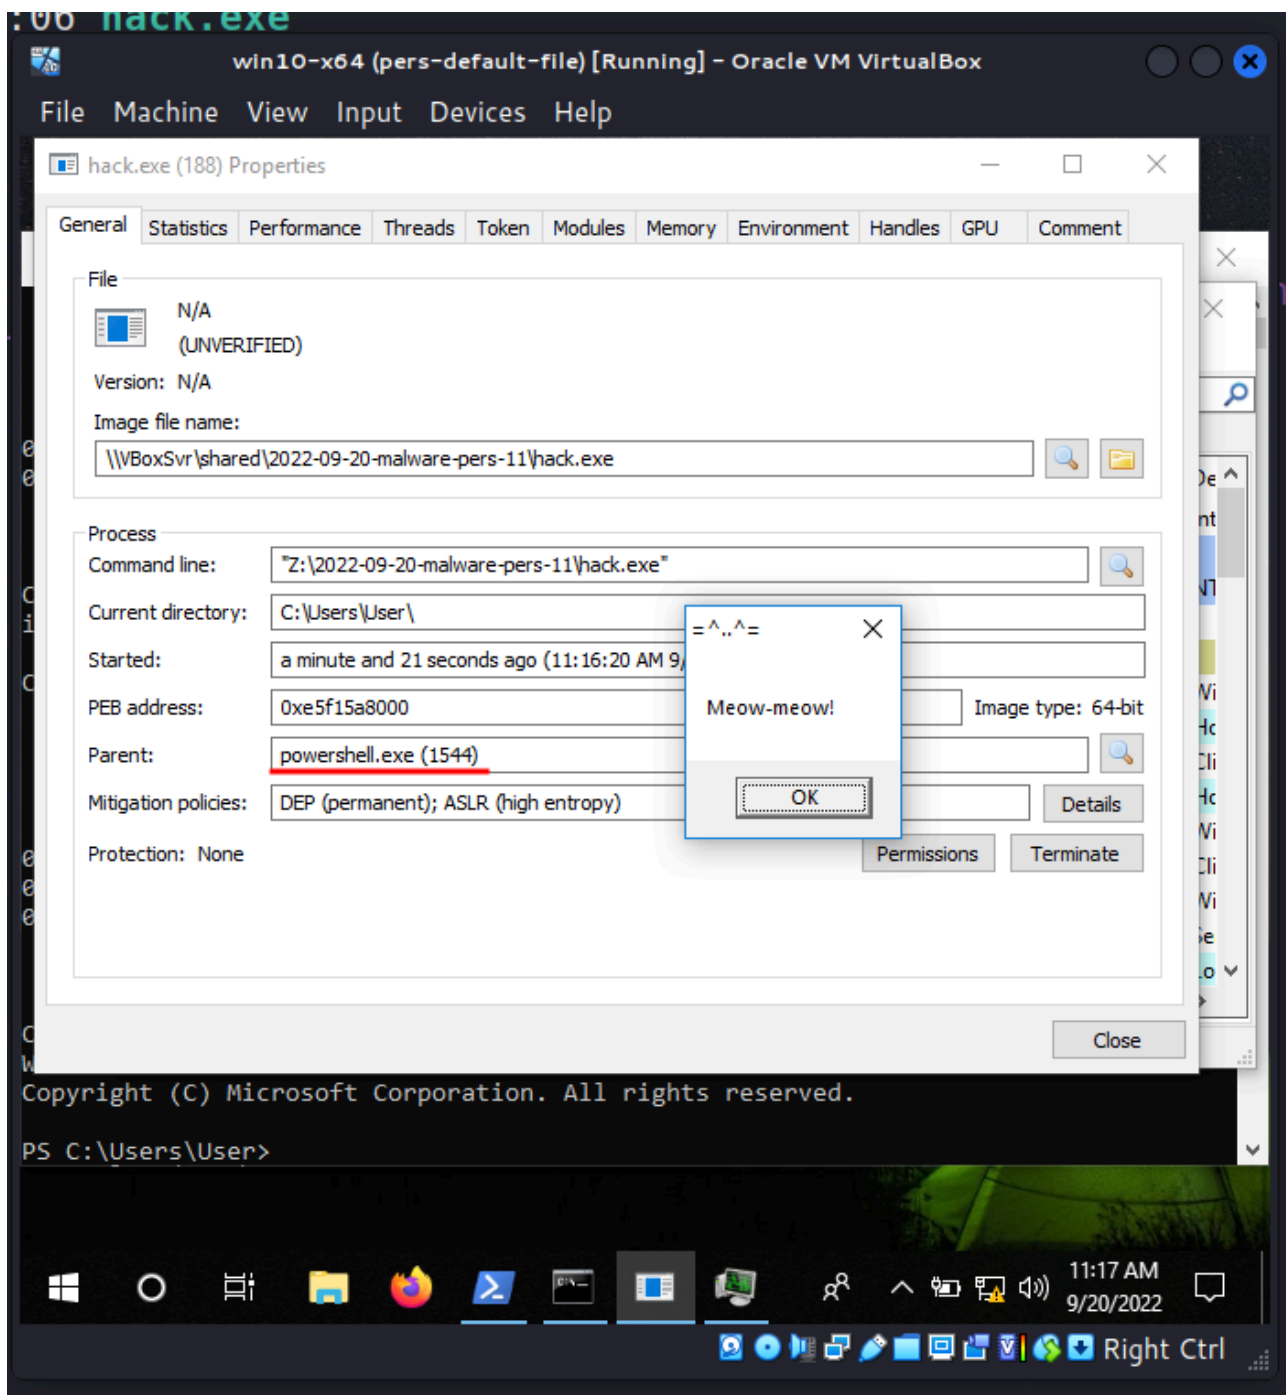 :06 hack.exe
win10-x64 (pers-default-file) [Running] - Oracle VM VirtualBox
File Machine View Input Devices Help
hack.exe (188) Properties
General Statistics Performance Threads Token Modules Memory Environment Handles GPU Comment
File
N/A
(UNVERIFIED)
Version: N/A
Image file name:
\\VBoxSvr\shared\2022-09-20-malware-pers-11\hack.exe
Process
Command line: "Z:\2022-09-20-malware-pers-11\hack.exe"
Current directory: C:\Users\User\
Started: a minute and 21 seconds ago (11:16:20 AM 9/
PEB address: 0xe5f15a8000 Image type: 64-bit
Parent: powershell.exe (1544)
Mitigation policies: DEP (permanent); ASLR (high entropy) Details
Protection: None Permissions Terminate
=^..^=
Meow-meow!
OK
Close
Copyright (C) Microsoft Corporation. All rights reserved.
PS C:\Users\User>
11:17 AM
9/20/2022
Right Ctrl